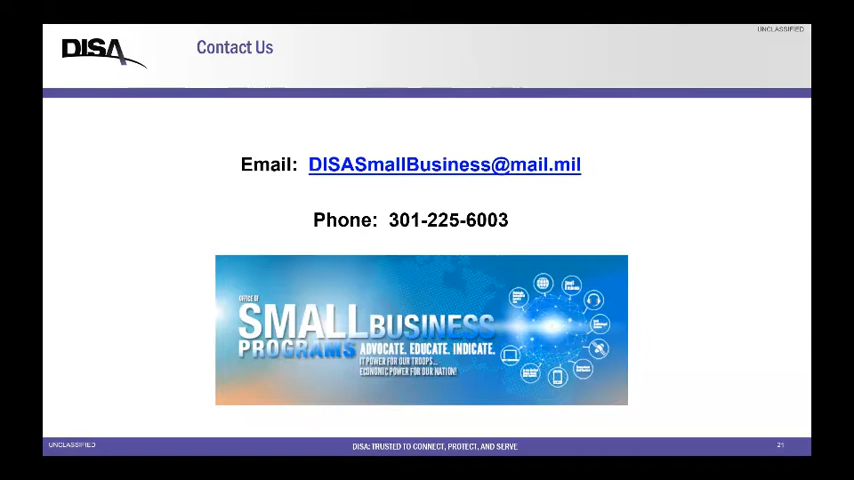 UNCLASSIFIED
DISA
Contact Us
Email: DISASmallBusiness@mail.mil
Phone: 301-225-6003
OFFICE OF
SMALL BUSINESS
PROGRAMS ADVOCATE. EDUCATE. INDICATE.
IT POWER FOR OUR TROOPS...
ECONOMIC POWER FOR OUR NATION!
UNCLASSIFIED
DISA: TRUSTED TO CONNECT, PROTECT, AND SERVE
21